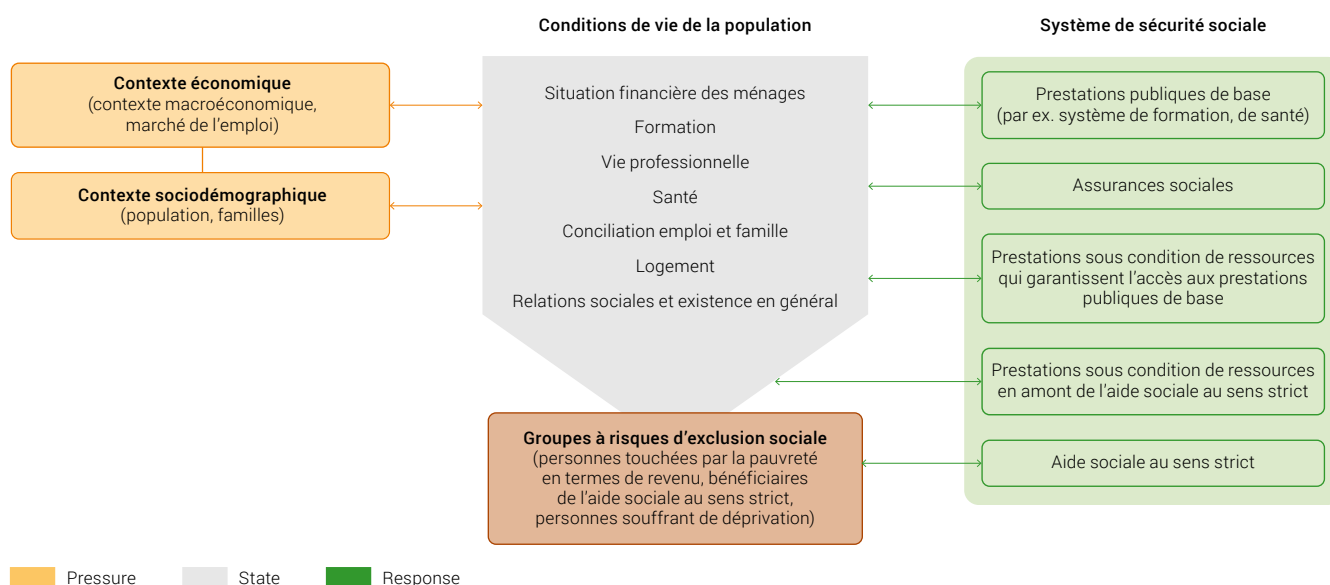 Conditions de vie de la population
Système de sécurité sociale
Contexte économique
(contexte macroéconomique,
marché de l'emploi)
Contexte sociodémographique
(population, familles)
Situation financière des ménages
Formation
Vie professionnelle
Santé
Conciliation emploi et famille
Logement
Relations sociales et existence en général
Groupes à risques d'exclusion sociale
(personnes touchées par la pauvreté
en termes de revenu, bénéficiaires
de l'aide sociale au sens strict,
personnes souffrant de déprivation)
Prestations publiques de base
(par ex. système de formation, de santé)
Assurances sociales
Prestations sous condition de ressources
qui garantissent l'accès aux prestations
publiques de base
Prestations sous condition de ressources
en amont de l'aide sociale au sens strict
Aide sociale au sens strict
Pressure
State
Response